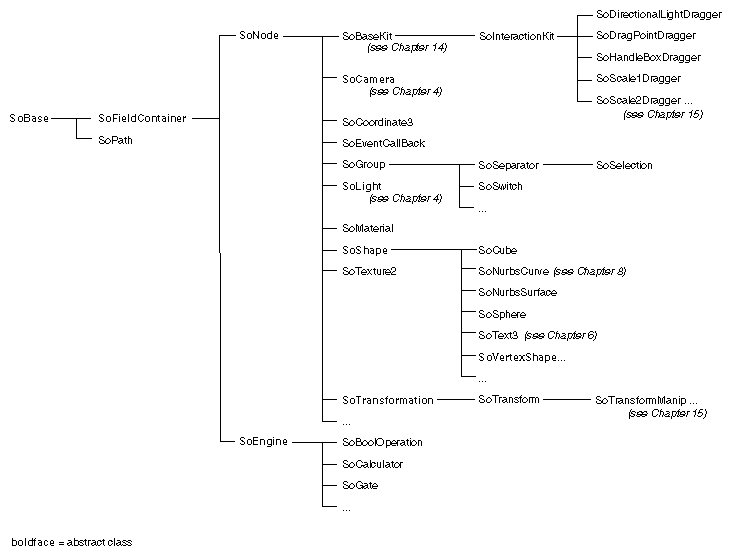 SoDirectionalLightDragger
SoNode SoBaseKit SoInteractionKit SoDragPointDragger
(see Chapter 14)
SoHandleBoxDragger
SoCamera SoScale1Dragger
(see Chapter 4)
SoScale2Dragger ...
(see Chapter 15)
SoBase SoFieldContainer SoCoordinate3
SoPath SoEventCallBack
SoGroup SoSeparator SoSelection
SoLight SoSwitch
(see Chapter 4)
...
SoMaterial
SoShape SoCube
SoTexture2 SoNurbsCurve (see Chapter 8)
SoNurbsSurface
SoSphere
SoText3 (see Chapter 6)
SoVertexShape...
...
SoTransformation SoTransform SoTransformManip ...
(see Chapter 15)
...
SoEngine SoBoolOperation
SoCalculator
SoGate
...
boldface = abstract class